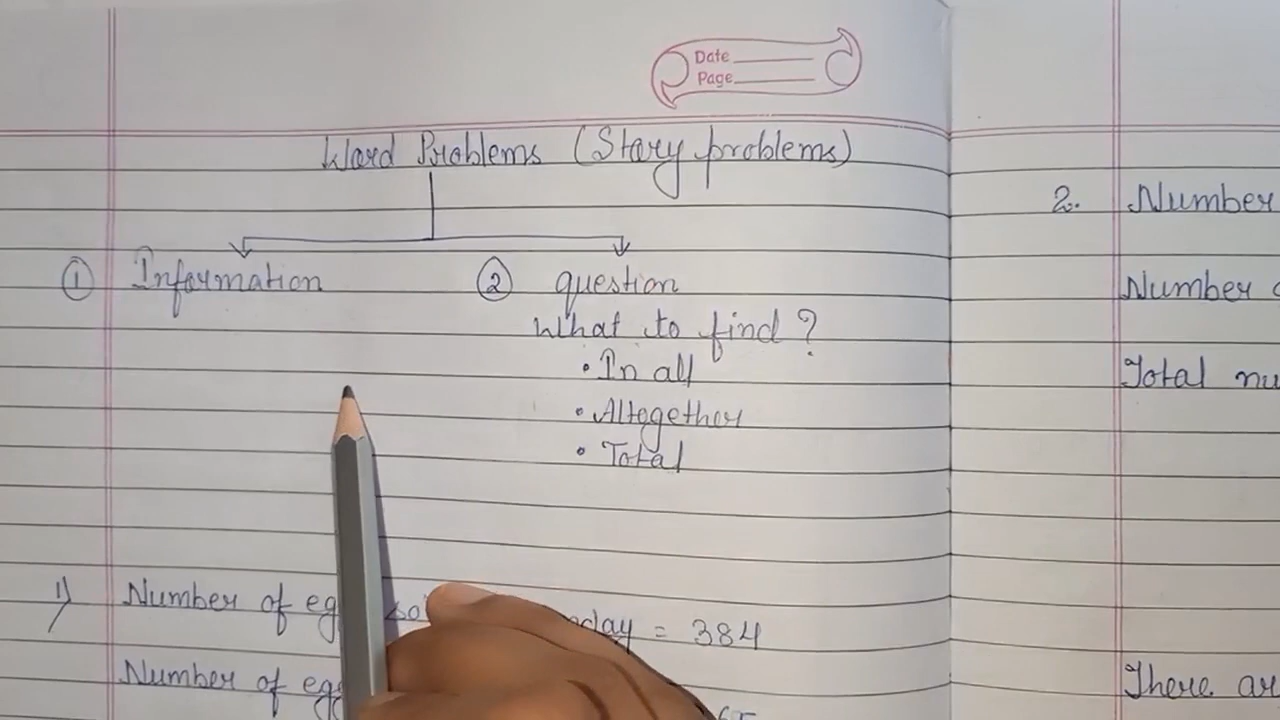 Date
Page
Word Problems (Story problems)
① Information
② question
What to find ?
• In all
• Altogether
• Total
1) Number of eg day = 384
Number of eg
2. Number
Number
Total nu
There ar